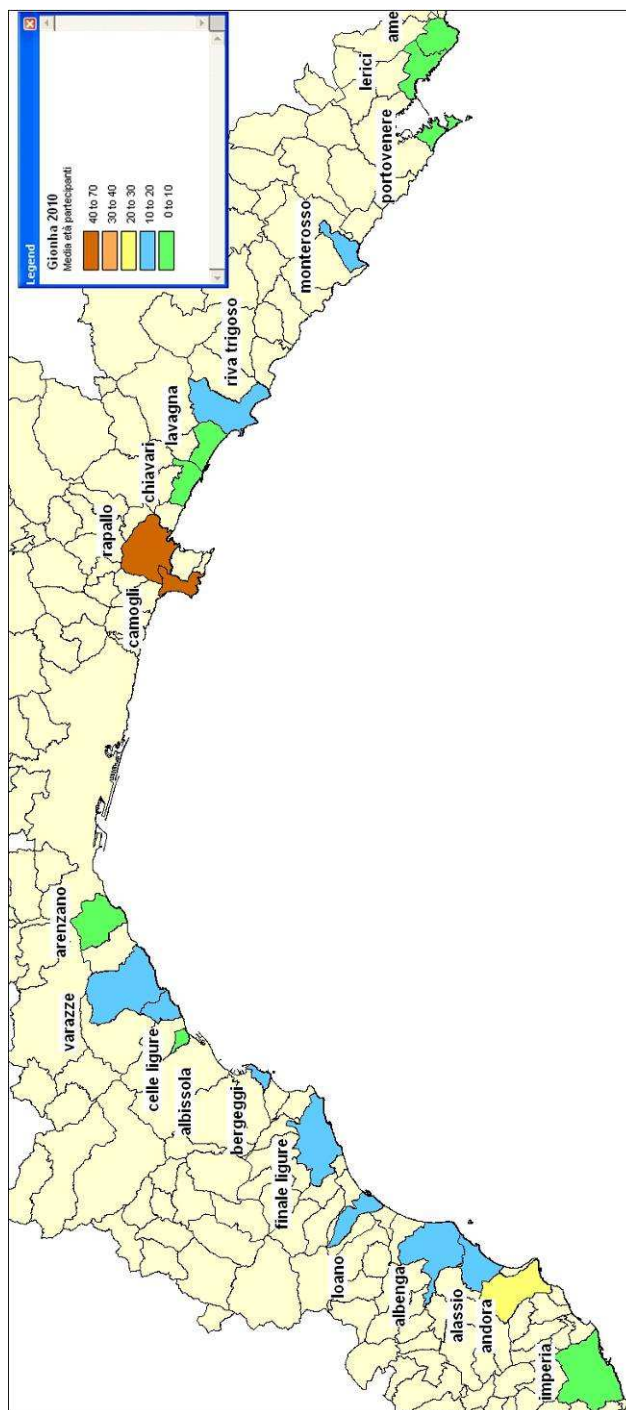 Legend
Gionha 2010
Media età partecipanti
40 to 70
30 to 40
20 to 30
10 to 20
0 to 10
imperia
andora
alassio
albenga
loano
finale ligure
bergeggi
albissola
celle ligure
varazze
arenzano
camogli
rapallo
chiavari
lavagna
riva trigoso
monterosso
portovenere
lerici
ame